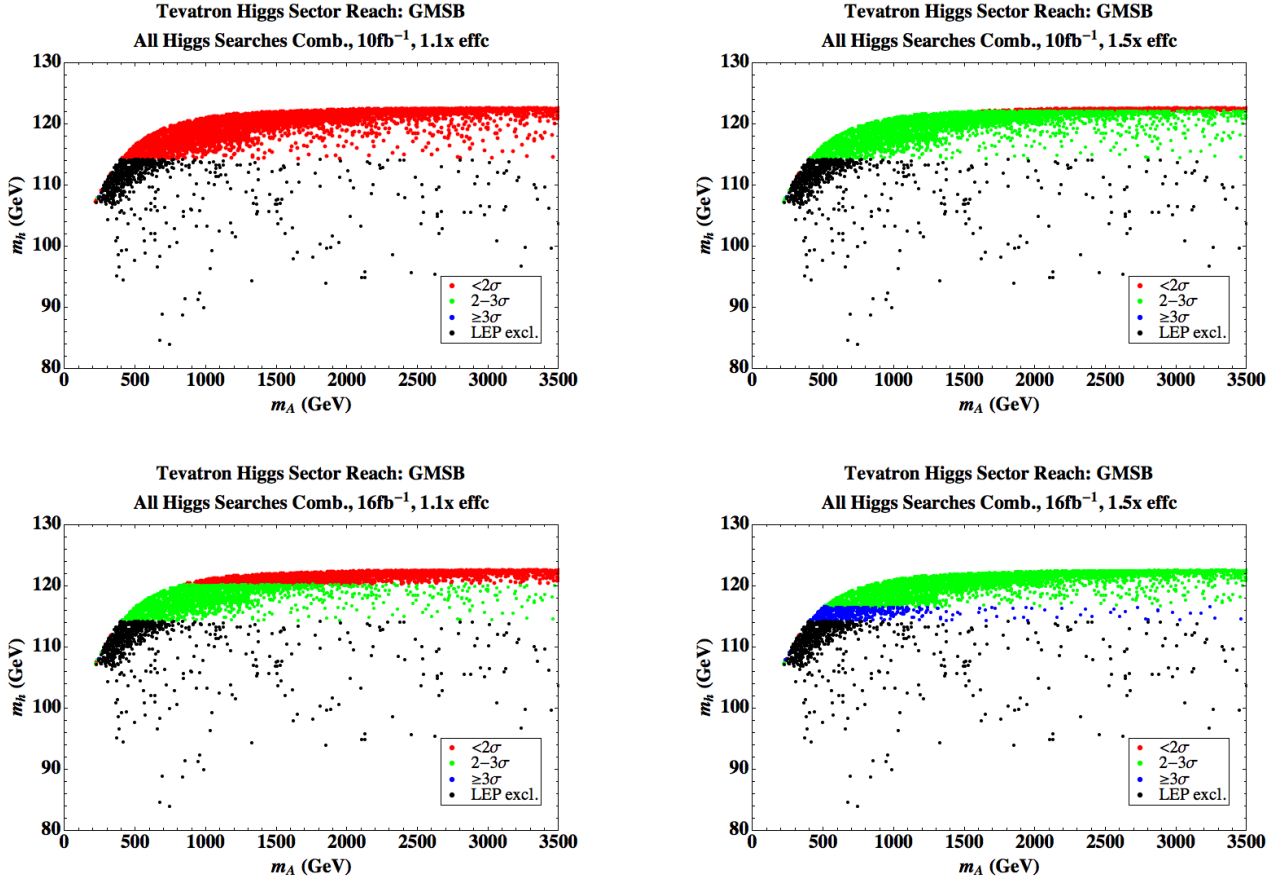 Tevatron Higgs Sector Reach: GMSB
All Higgs Searches Comb., 10fb⁻¹, 1.1x effc
130
120
110
100
90
80
m_h (GeV)
<2σ
2−3σ
≥3σ
LEP excl.
0 500 1000 1500 2000 2500 3000 3500
m_A (GeV)
Tevatron Higgs Sector Reach: GMSB
All Higgs Searches Comb., 10fb⁻¹, 1.5x effc
130
120
110
100
90
80
m_h (GeV)
<2σ
2−3σ
≥3σ
LEP excl.
0 500 1000 1500 2000 2500 3000 3500
m_A (GeV)
Tevatron Higgs Sector Reach: GMSB
All Higgs Searches Comb., 16fb⁻¹, 1.1x effc
130
120
110
100
90
80
m_h (GeV)
<2σ
2−3σ
≥3σ
LEP excl.
0 500 1000 1500 2000 2500 3000 3500
m_A (GeV)
Tevatron Higgs Sector Reach: GMSB
All Higgs Searches Comb., 16fb⁻¹, 1.5x effc
130
120
110
100
90
80
m_h (GeV)
<2σ
2−3σ
≥3σ
LEP excl.
0 500 1000 1500 2000 2500 3000 3500
m_A (GeV)